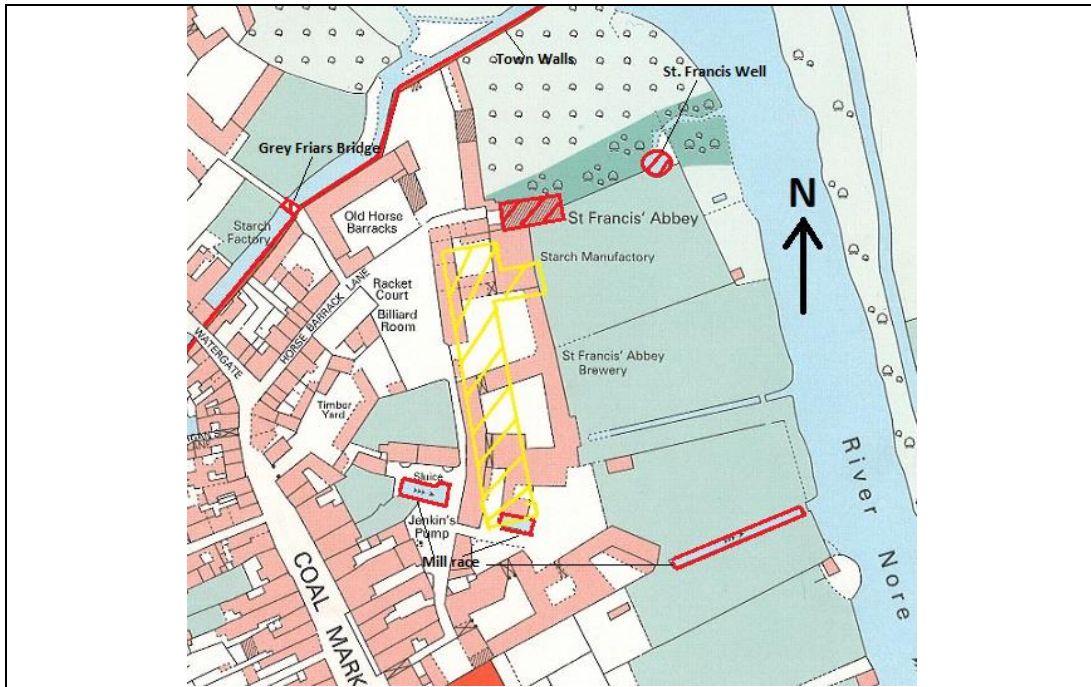 Town Walls
St. Francis Well
Grey Friars Bridge
N
Starch
Factory
Old Horse
Barracks
St Francis' Abbey
Starch Manufactory
HORSE BARRACK LANE
Racket
Court
Billiard
Room
WATERGATE
St Francis' Abbey
Brewery
Timber
Yard
River Nore
Sluice
Jenkin's
Pump
Mill race
COAL MARK